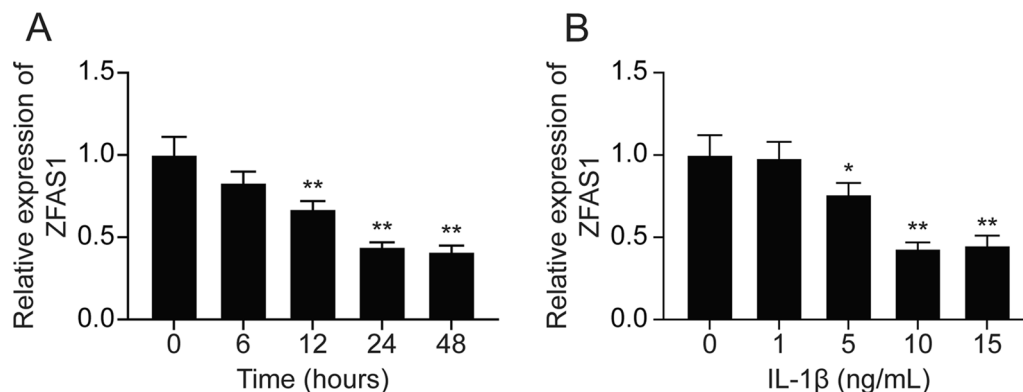 A
Relative expression of
ZFAS1
1.5
1.0
0.5
0.0
**
**
**
0 6 12 24 48
Time (hours)
B
Relative expression of
ZFAS1
1.5
1.0
0.5
0.0
*
**
**
0 1 5 10 15
IL-1β (ng/mL)